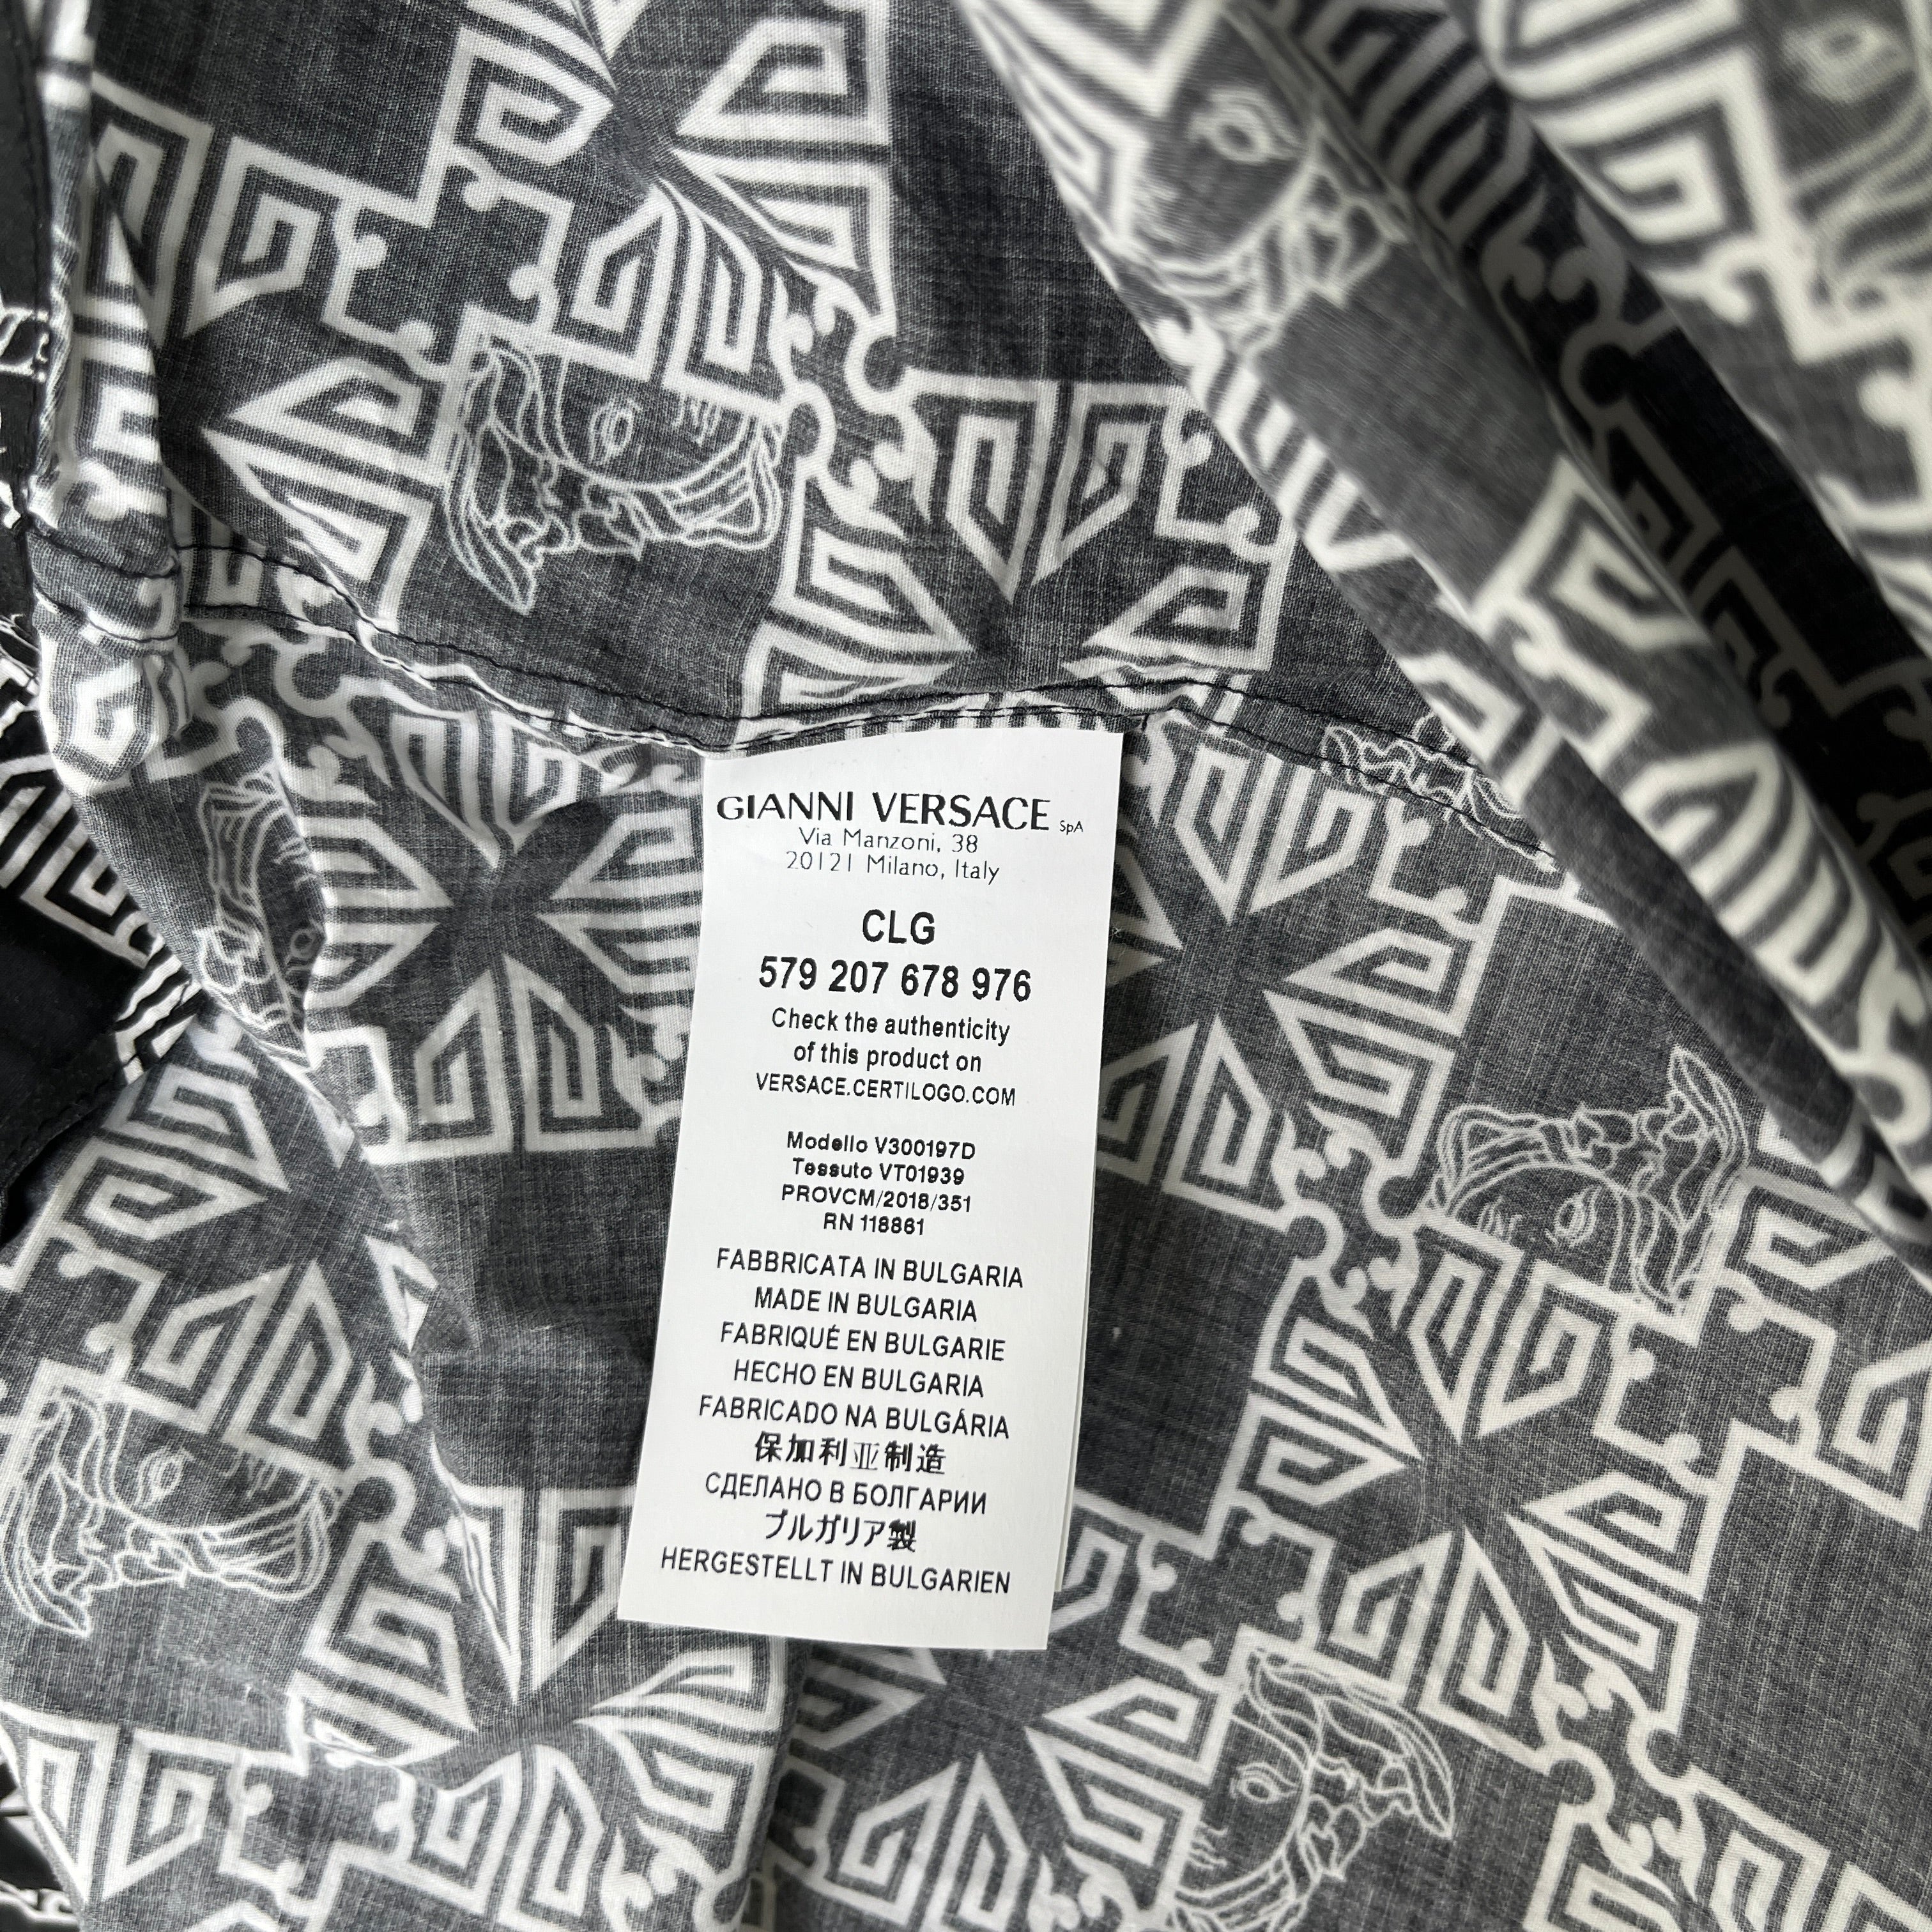 GIANNI VERSACE SpA
Via Manzoni, 38
20121 Milano, Italy
CLG
579 207 678 976
Check the authenticity
of this product on
VERSACE.CERTILOGO.COM
Modello V300197D
Tessuto VT01939
PROVCM/2018/351
RN 118861
FABBRICATA IN BULGARIA
MADE IN BULGARIA
FABRIQUÉ EN BULGARIE
HECHO EN BULGARIA
FABRICADO NA BULGÁRIA
保加利亚制造
СДЕЛАНО В БОЛГАРИИ
ブルガリア製
HERGESTELLT IN BULGARIEN